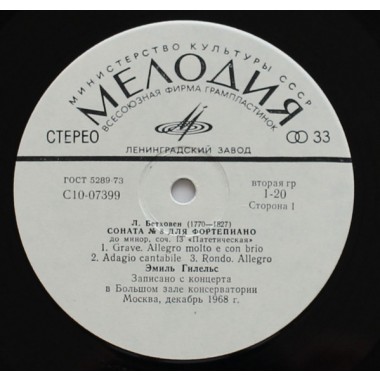 МИНИСТЕРСТВО КУЛЬТУРЫ СССР
МЕЛОДИЯ
ВСЕСОЮЗНАЯ ФИРМА ГРАМПЛАСТИНОК
СТЕРЕО
33
ЛЕНИНГРАДСКИЙ ЗАВОД
ГОСТ 5289-73
С10-07399
вторая гр
1-20
Сторона 1
Л. Бетховен (1770—1827)
СОНАТА № 8 ДЛЯ ФОРТЕПИАНО
до минор, соч. 13 «Патетическая»
1. Grave. Allegro molto e con brio
2. Adagio cantabile 3. Rondo. Allegro
Эмиль Гилельс
Записано с концерта
в Большом зале консерватории
Москва, декабрь 1968 г.